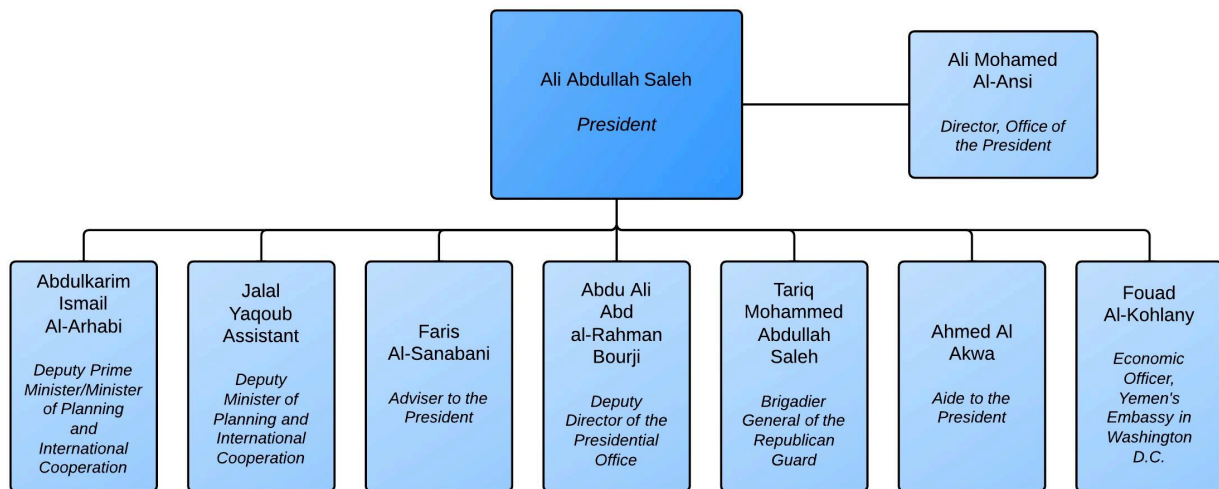 Ali Abdullah Saleh
President
Ali Mohamed
Al-Ansi
Director, Office of
the President
Abdulkarim
Ismail
Al-Arhabi
Deputy Prime
Minister/Minister
of Planning
and
International
Cooperation
Jalal
Yaqoub
Assistant
Deputy
Minister of
Planning and
International
Cooperation
Faris
Al-Sanabani
Adviser to the
President
Abdu Ali
Abd
al-Rahman
Bourji
Deputy
Director of the
Presidential
Office
Tariq
Mohammed
Abdullah
Saleh
Brigadier
General of the
Republican
Guard
Ahmed Al
Akwa
Aide to the
President
Fouad
Al-Kohlany
Economic
Officer,
Yemen's
Embassy in
Washington
D.C.